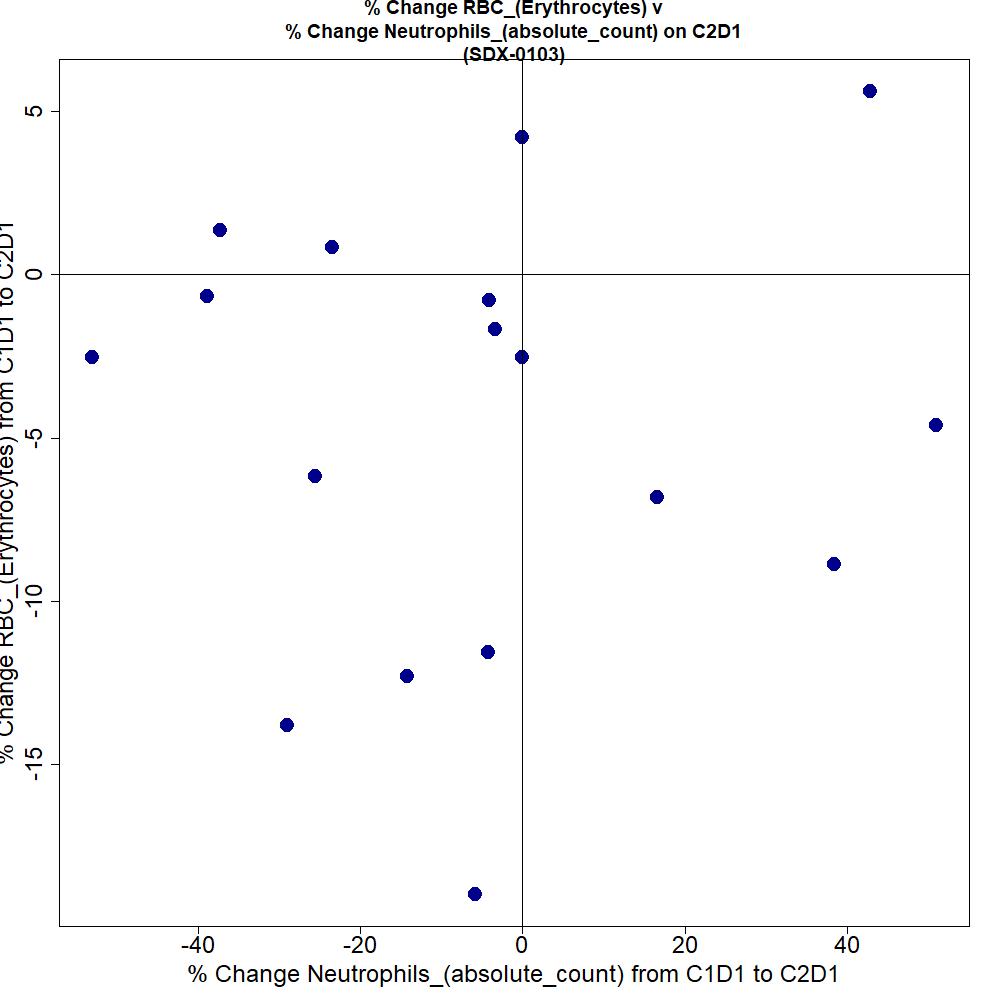 % Change RBC_(Erythrocytes) v
% Change Neutrophils_(absolute_count) on C2D1
(SDX-0103)
% Change RBC_(Erythrocytes) from C1D1 to C2D1
5
0
-5
-10
-15
-40
-20
0
20
40
% Change Neutrophils_(absolute_count) from C1D1 to C2D1